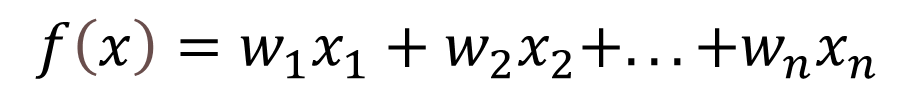 𝑓(𝑥) = 𝑤₁𝑥₁ + 𝑤₂𝑥₂+...+𝑤ₙ𝑥ₙ